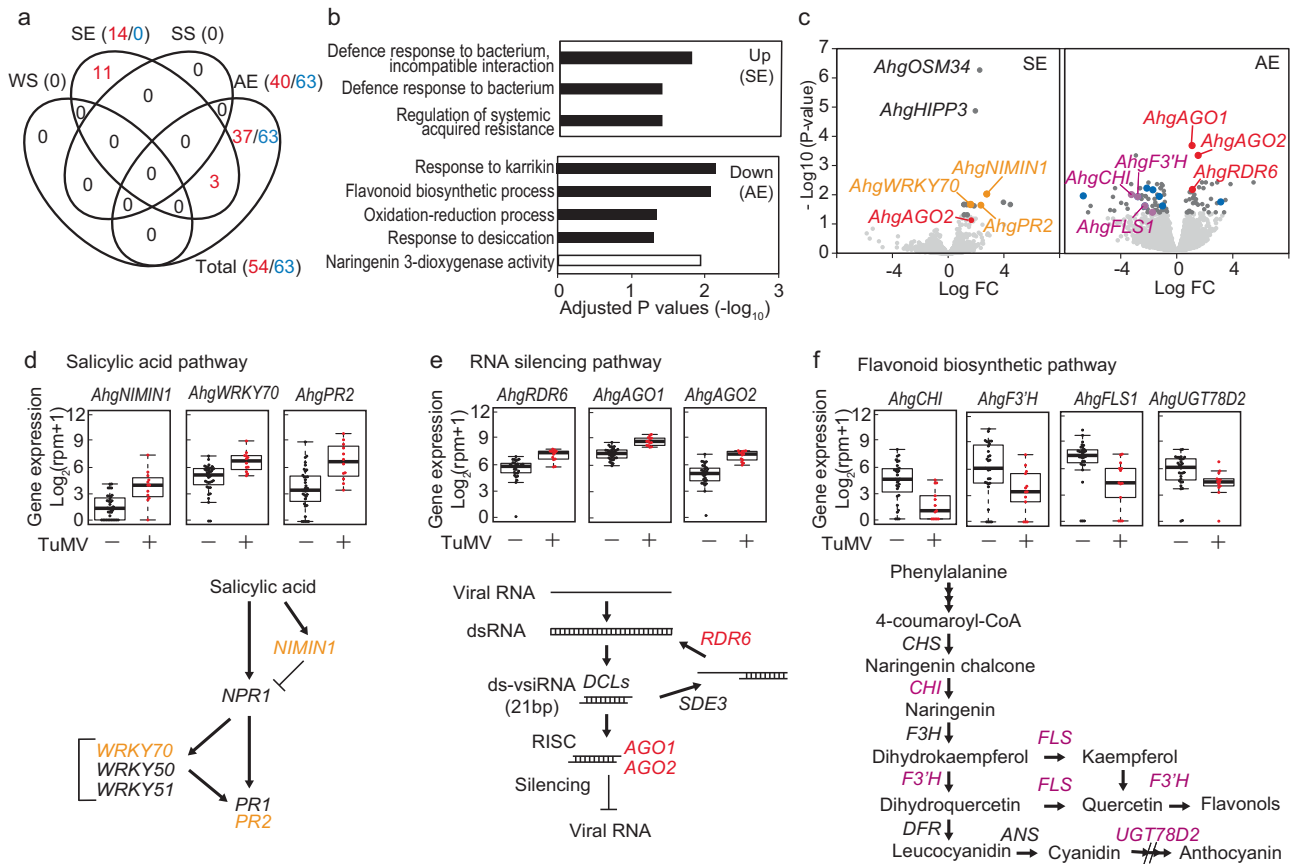 a
SE (14/0)
SS (0)
WS (0)
AE (40/63)
11
0
0
0
0
0
37/63
0
0
0
3
0
0
0
0
Total (54/63)
b
Defence response to bacterium,
incompatible interaction
Defence response to bacterium
Regulation of systemic
acquired resistance
Up
(SE)
Response to karrikin
Flavonoid biosynthetic process
Oxidation-reduction process
Response to desiccation
Naringenin 3-dioxygenase activity
Down
(AE)
0 1 2 3
Adjusted P values (-log10)
c
- Log10 (P-value)
-7
-6
-5
-4
-3
-2
-1
0
SE
AhgOSM34
AhgHIPP3
AhgNIMIN1
AhgWRKY70
AhgAGO2
AhgPR2
-4 0 4
Log FC
AE
AhgAGO1
AhgAGO2
AhgF3'H
AhgCHI
AhgRDR6
AhgFLS1
-4 0 4
Log FC
d Salicylic acid pathway
AhgNIMIN1 AhgWRKY70 AhgPR2
Gene expression
Log2(rpm+1)
12
9
6
3
0
TuMV − + − + − +
Salicylic acid
NIMIN1
NPR1
WRKY70
WRKY50
WRKY51
PR1
PR2
e RNA silencing pathway
AhgRDR6 AhgAGO1 AhgAGO2
Gene expression
Log2(rpm+1)
12
9
6
3
0
TuMV − + − + − +
Viral RNA
dsRNA
RDR6
ds-vsiRNA
(21bp)
DCLs
SDE3
RISC
AGO1
AGO2
Silencing
Viral RNA
f Flavonoid biosynthetic pathway
AhgCHI AhgF3'H AhgFLS1 AhgUGT78D2
Gene expression
Log2(rpm+1)
12
9
6
3
0
TuMV − + − + − + − +
Phenylalanine
4-coumaroyl-CoA
CHS
Naringenin chalcone
CHI
Naringenin
F3H
Dihydrokaempferol FLS Kaempferol
F3'H F3'H
Dihydroquercetin FLS Quercetin Flavonols
DFR ANS UGT78D2
Leucocyanidin Cyanidin Anthocyanin